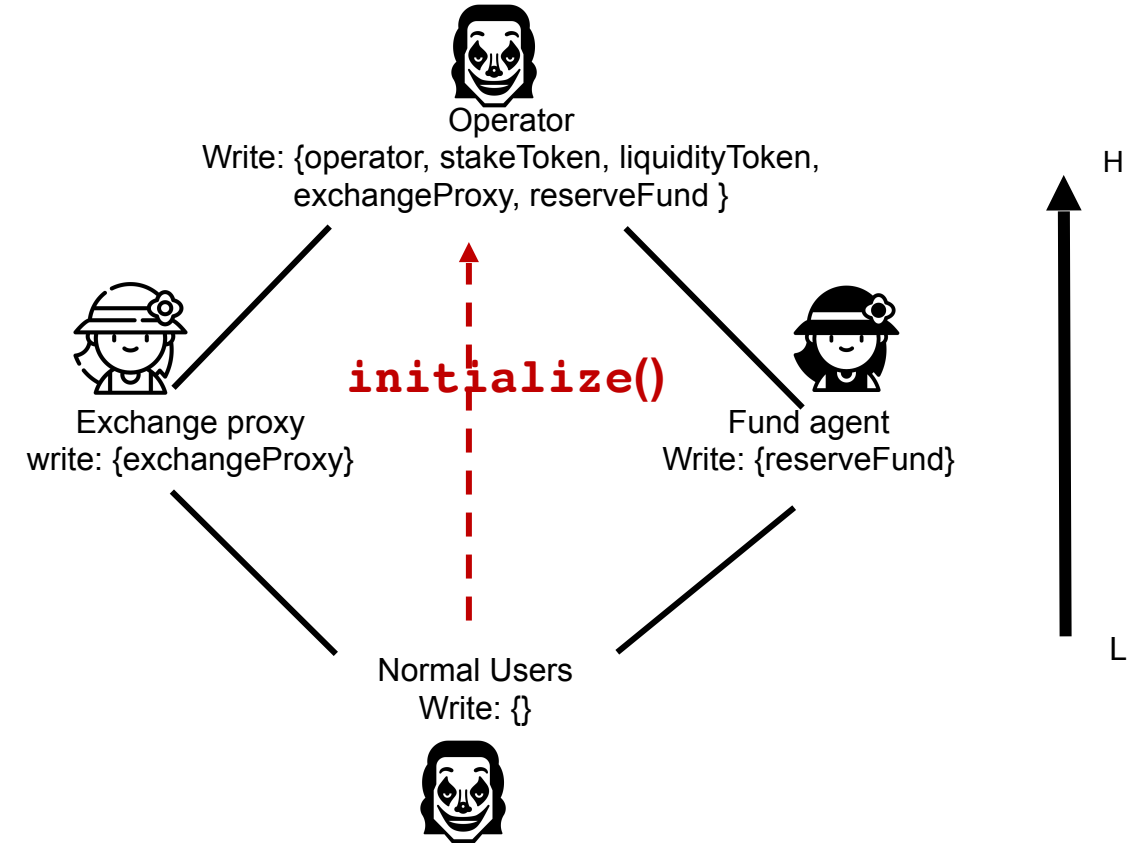 Operator
Write: {operator, stakeToken, liquidityToken,
exchangeProxy, reserveFund }
H
initialize()
Exchange proxy
write: {exchangeProxy}
Fund agent
Write: {reserveFund}
Normal Users
Write: {}
L